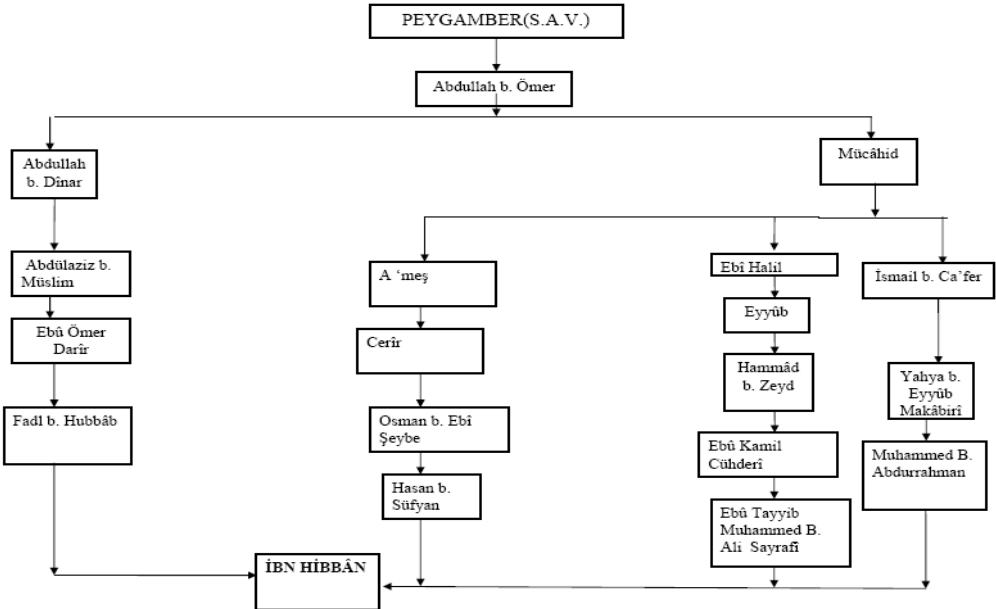 PEYGAMBER(S.A.V.)
Abdullah b. Ömer
Abdullah
b. Dînar
Mücâhid
Abdülaziz b.
Müslim
A ‘meş
Ebî Halil
İsmail b. Ca’fer
Ebû Ömer
Darîr
Cerîr
Eyyûb
Hammâd
b. Zeyd
Yahya b.
Eyyûb
Makâbirî
Fadl b. Hubbâb
Osman b. Ebî
Şeybe
Ebû Kamil
Cühderî
Muhammed B.
Abdurrahman
Hasan b.
Süfyan
Ebû Tayyib
Muhammed B.
Ali Sayrafî
İBN HİBBÂN